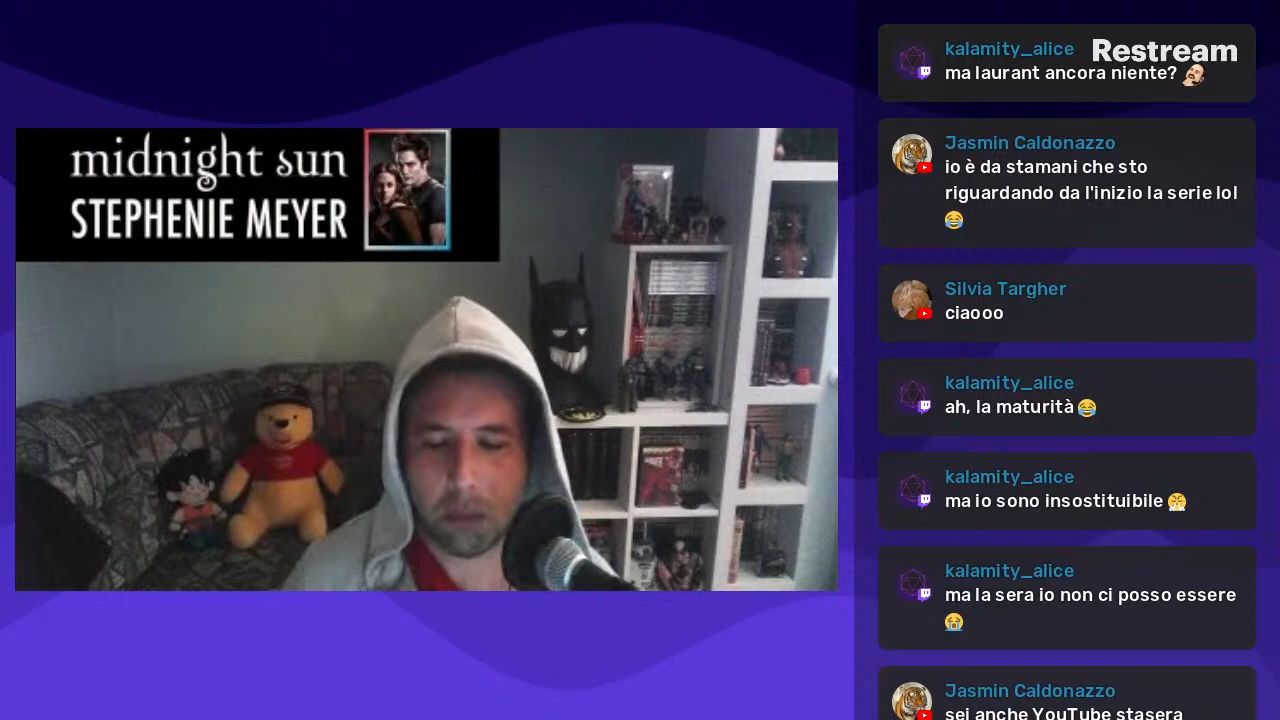 midnight sun
STEPHENIE MEYER
Restream
kalamity_alice
ma laurant ancora niente?
Jasmin Caldonazzo
io è da stamani che sto
riguardando da l'inizio la serie lol
Silvia Targher
ciaooo
kalamity_alice
ah, la maturità
kalamity_alice
ma io sono insostituibile
kalamity_alice
ma la sera io non ci posso essere
Jasmin Caldonazzo
sei anche YouTube stasera